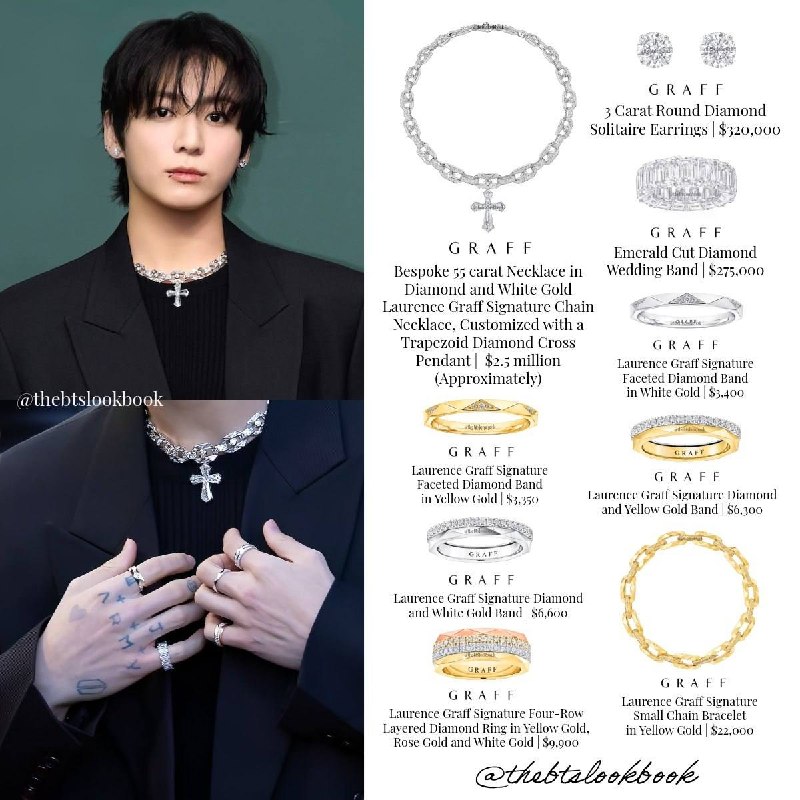 @thebtslookbook
GRAFF
Bespoke 55 carat Necklace in
Diamond and White Gold
Laurence Graff Signature Chain
Necklace, Customized with a
Trapezoid Diamond Cross
Pendant | $2.5 million
(Approximately)
GRAFF
3 Carat Round Diamond
Solitaire Earrings | $320,000
GRAFF
Emerald Cut Diamond
Wedding Band | $275,000
GRAFF
GRAFF
Laurence Graff Signature
Faceted Diamond Band
in White Gold | $3,400
GRAFF
Laurence Graff Signature
Faceted Diamond Band
in Yellow Gold | $3,350
GRAFF
GRAFF
Laurence Graff Signature Diamond
and Yellow Gold Band | $6,300
GRAFF
GRAFF
Laurence Graff Signature Diamond
and White Gold Band $6,600
GRAFF
GRAFF
Laurence Graff Signature Four-Row
Layered Diamond Ring in Yellow Gold,
Rose Gold and White Gold | $9,900
GRAFF
Laurence Graff Signature
Small Chain Bracelet
in Yellow Gold | $22,000
@thebtslookbook